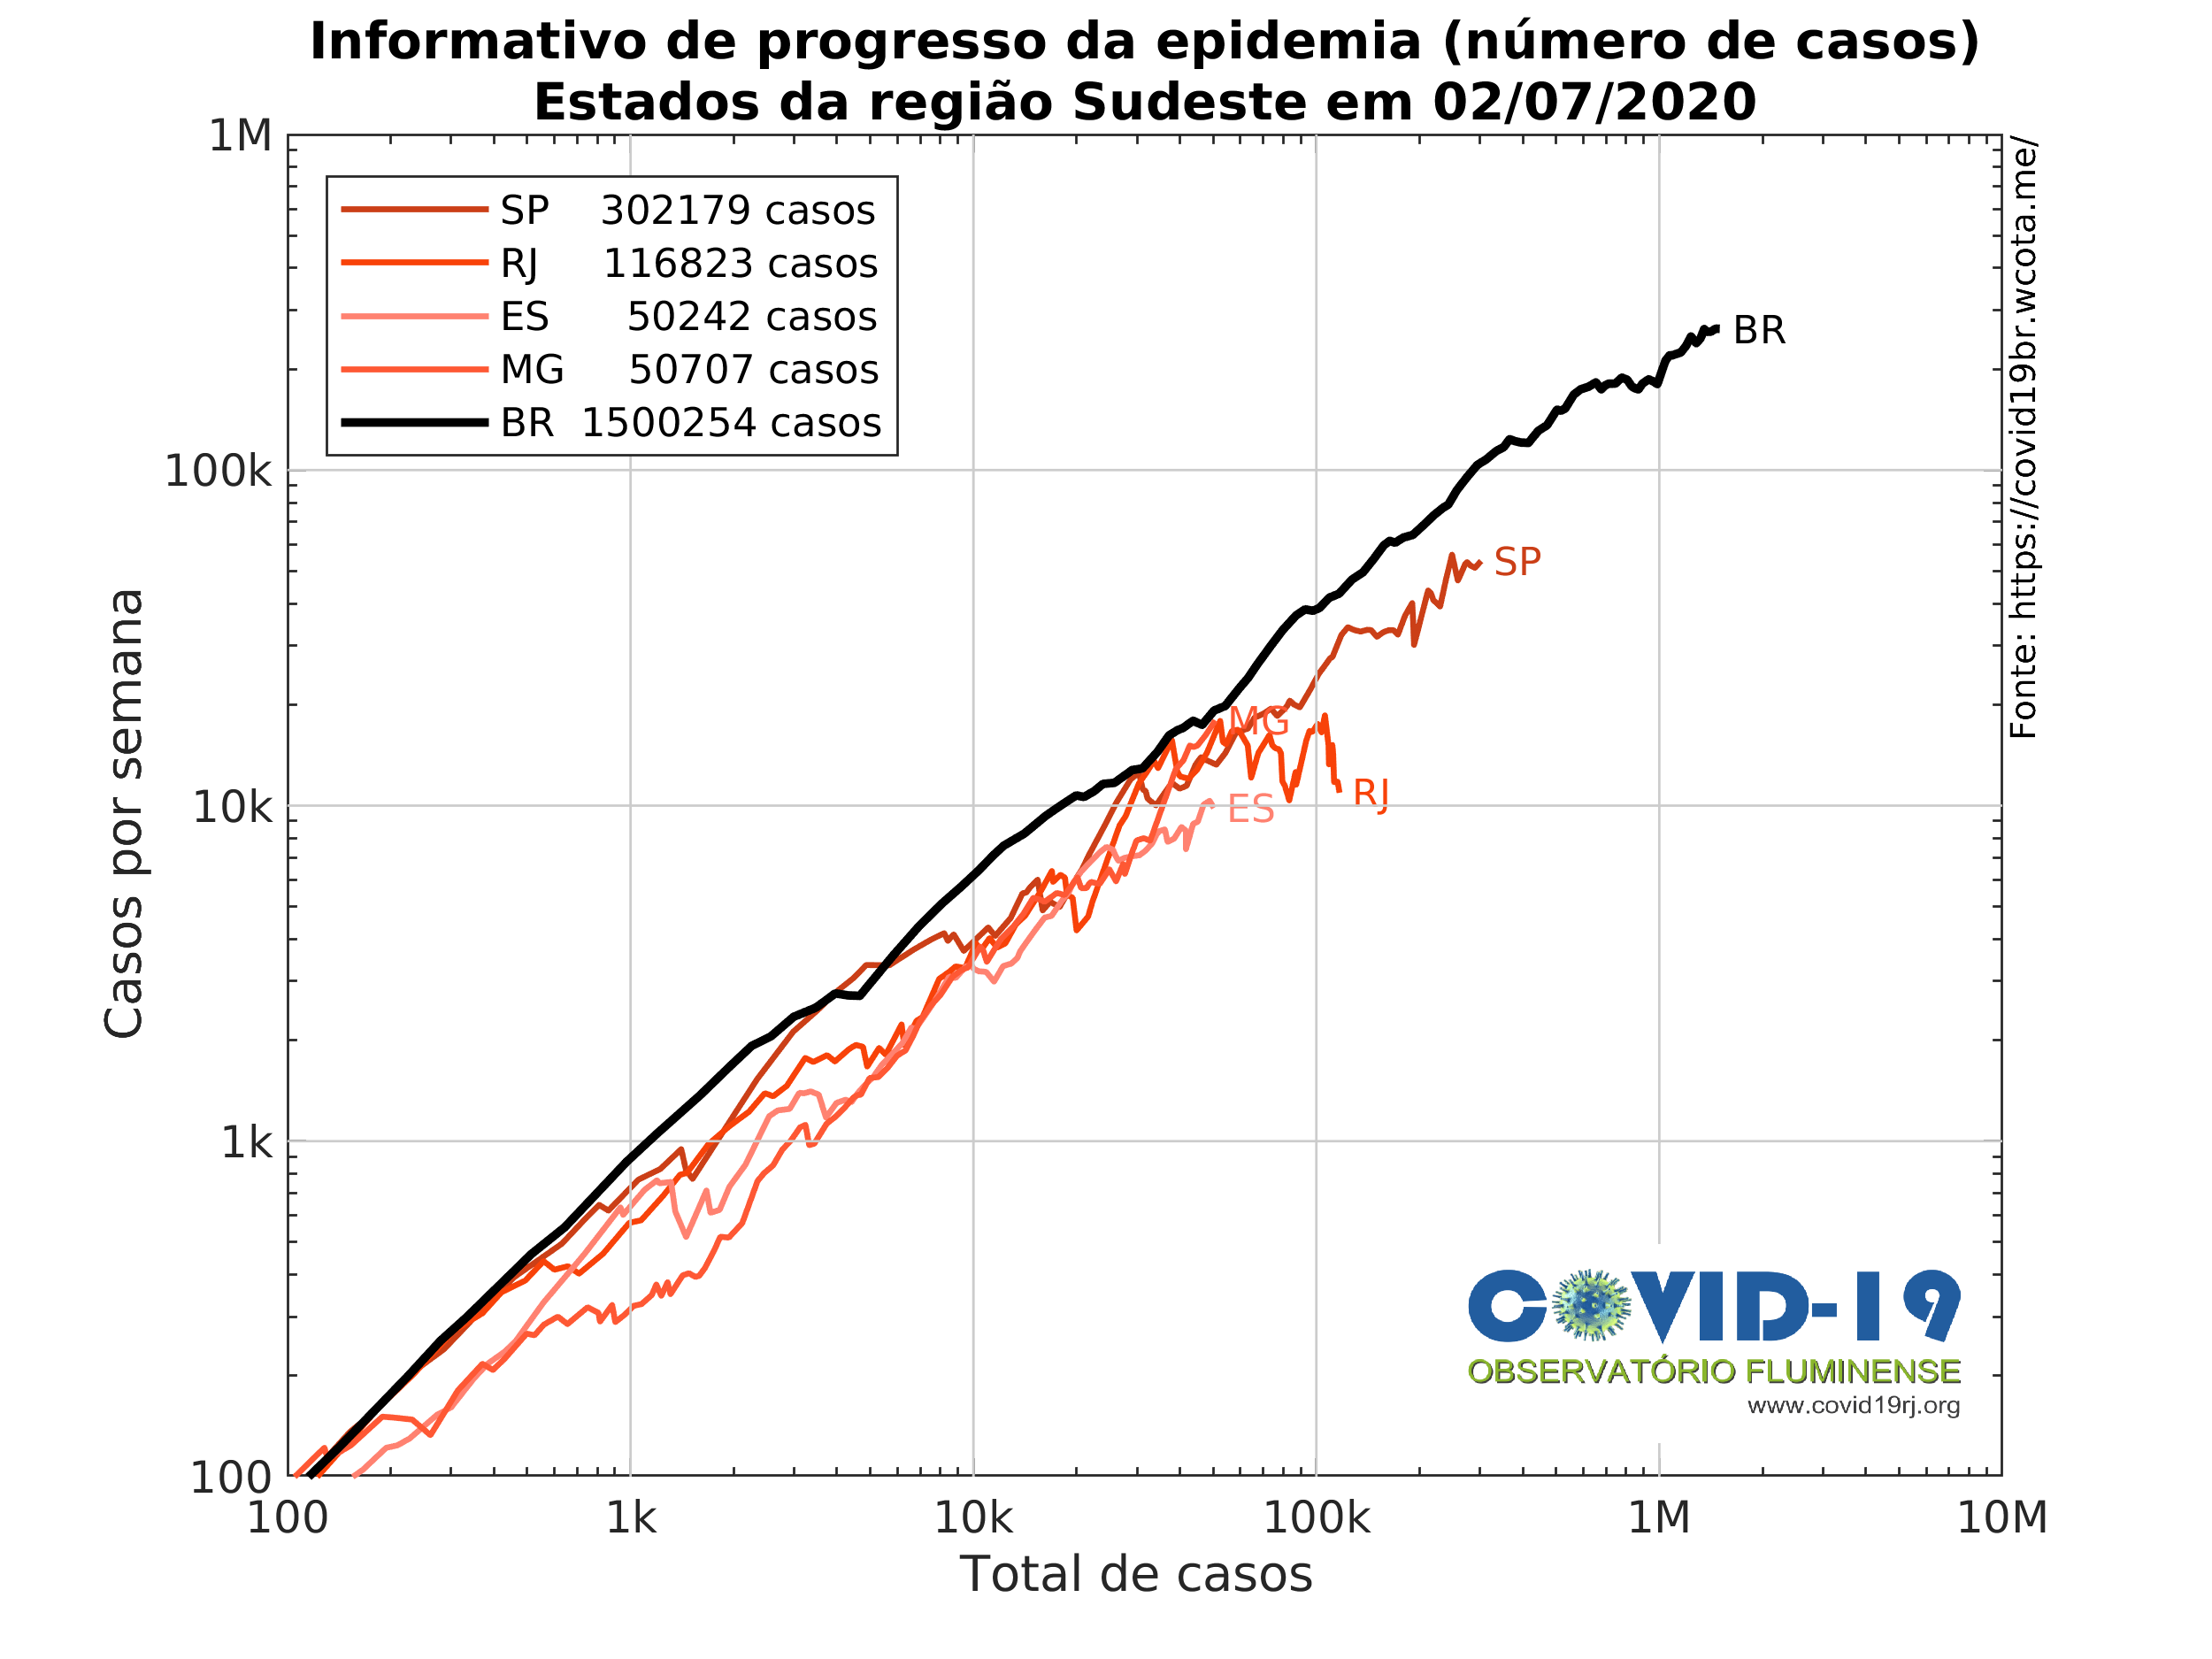 Informativo de progresso da epidemia (número de casos)
Estados da região Sudeste em 02/07/2020
1M
100k
10k
1k
100
Casos por semana
SP 302179 casos
RJ 116823 casos
ES 50242 casos
MG 50707 casos
BR 1500254 casos
BR
SP
MG
RJ
ES
Fonte: https://covid19br.wcota.me/
COVID-19
OBSERVATÓRIO FLUMINENSE
www.covid19rj.org
100
1k
10k
100k
1M
10M
Total de casos